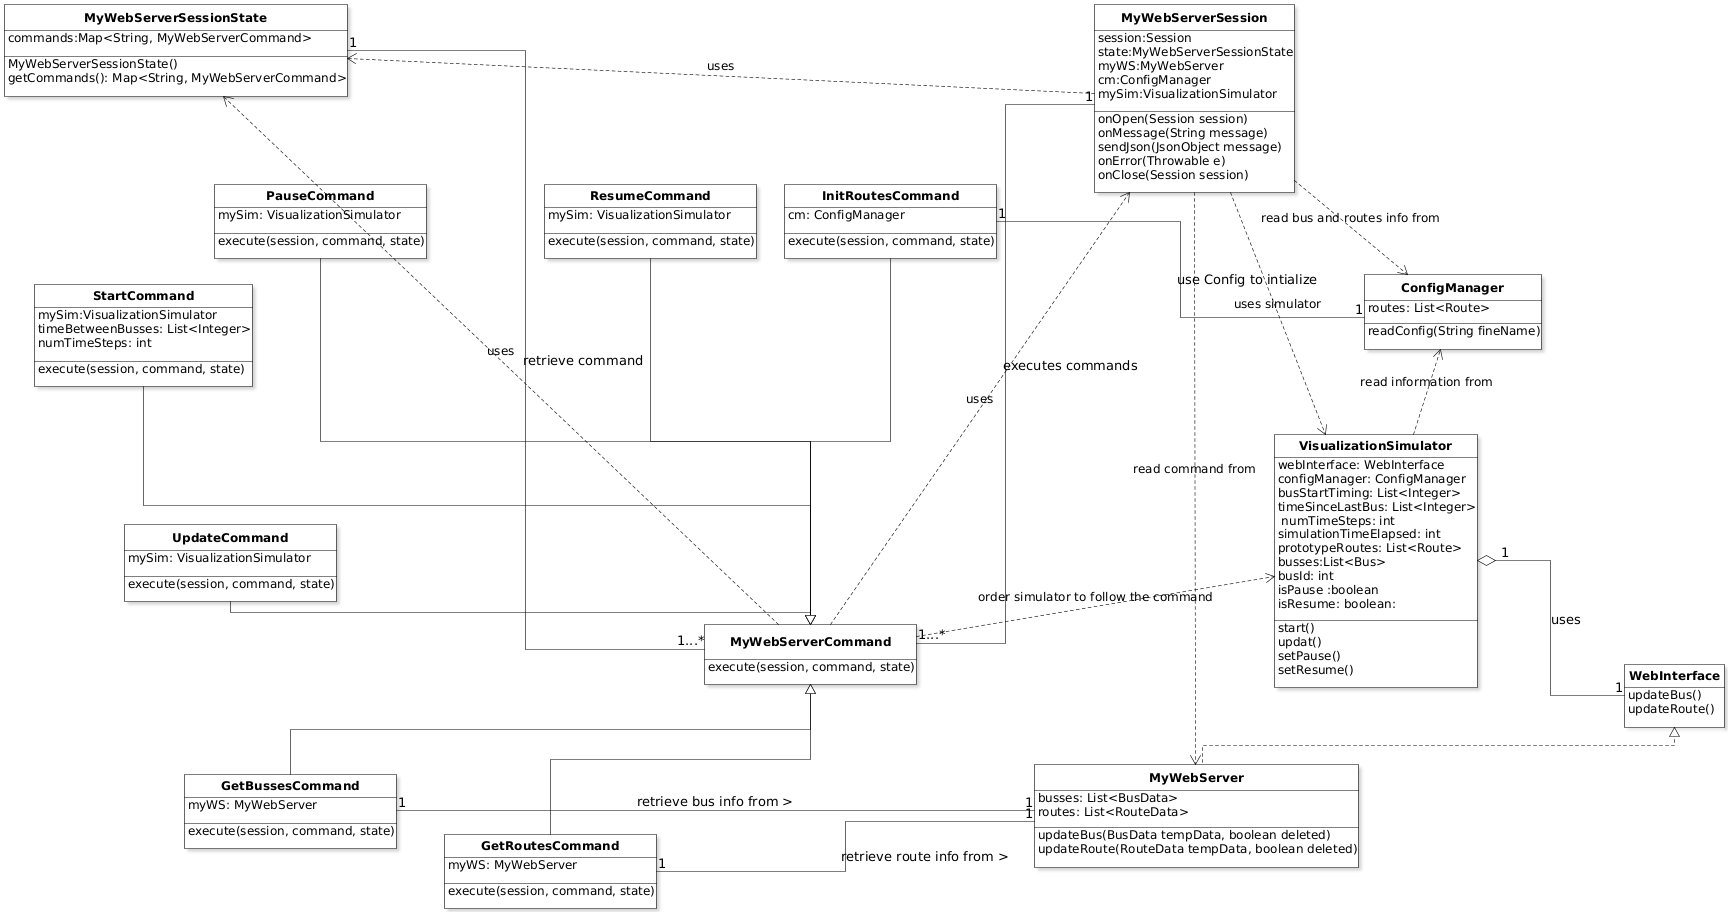 MyWebServerSessionState
commands:Map<String, MyWebServerCommand>
MyWebServerSessionState()
getCommands(): Map<String, MyWebServerCommand>
1
uses
MyWebServerSession
session:Session
state:MyWebServerSessionState
myWS:MyWebServer
cm:ConfigManager
mySim:VisualizationSimulator
onOpen(Session session)
onMessage(String message)
sendJson(JsonObject message)
onError(Throwable e)
onClose(Session session)
1
PauseCommand
mySim: VisualizationSimulator
execute(session, command, state)
ResumeCommand
mySim: VisualizationSimulator
execute(session, command, state)
InitRoutesCommand
cm: ConfigManager
execute(session, command, state)
1
read bus and routes info from
use Config to intialize
uses simulator
1
ConfigManager
routes: List<Route>
readConfig(String fineName)
StartCommand
mySim:VisualizationSimulator
timeBetweenBusses: List<Integer>
numTimeSteps: int
execute(session, command, state)
uses
retrieve command
executes commands
uses
read information from
read command from
VisualizationSimulator
webInterface: WebInterface
configManager: ConfigManager
busStartTiming: List<Integer>
timeSinceLastBus: List<Integer>
numTimeSteps: int
simulationTimeElapsed: int
prototypeRoutes: List<Route>
busses:List<Bus>
busId: int
isPause :boolean
isResume: boolean:
start()
updat()
setPause()
setResume()
1
uses
1
UpdateCommand
mySim: VisualizationSimulator
execute(session, command, state)
order simulator to follow the command
1...*
MyWebServerCommand
execute(session, command, state)
1...*
WebInterface
updateBus()
updateRoute()
GetBussesCommand
myWS: MyWebServer
execute(session, command, state)
1
retrieve bus info from >
1
1
MyWebServer
busses: List<BusData>
routes: List<RouteData>
updateBus(BusData tempData, boolean deleted)
updateRoute(RouteData tempData, boolean deleted)
GetRoutesCommand
myWS: MyWebServer
execute(session, command, state)
1
retrieve route info from >